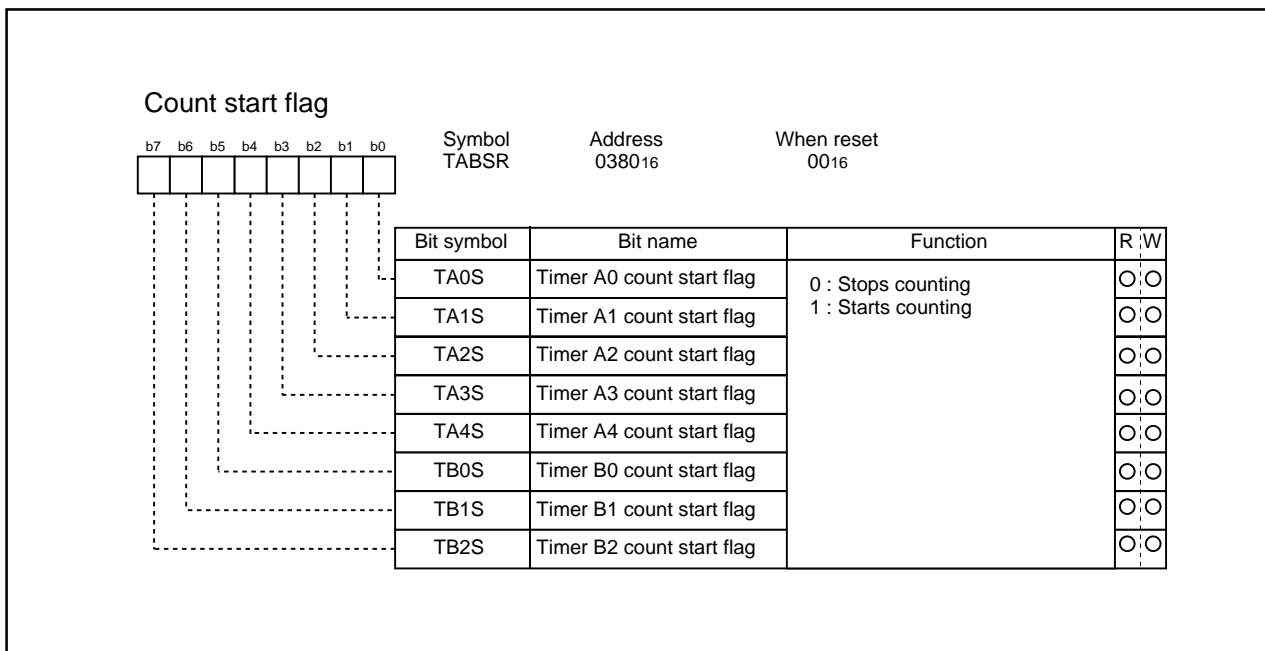 Count start flag
b7 b6 b5 b4 b3 b2 b1 b0
Symbol Address When reset
TABSR 038016 0016
Bit symbol Bit name Function R W
TA0S Timer A0 count start flag 0 : Stops counting
1 : Starts counting
TA1S Timer A1 count start flag
TA2S Timer A2 count start flag
TA3S Timer A3 count start flag
TA4S Timer A4 count start flag
TB0S Timer B0 count start flag
TB1S Timer B1 count start flag
TB2S Timer B2 count start flag